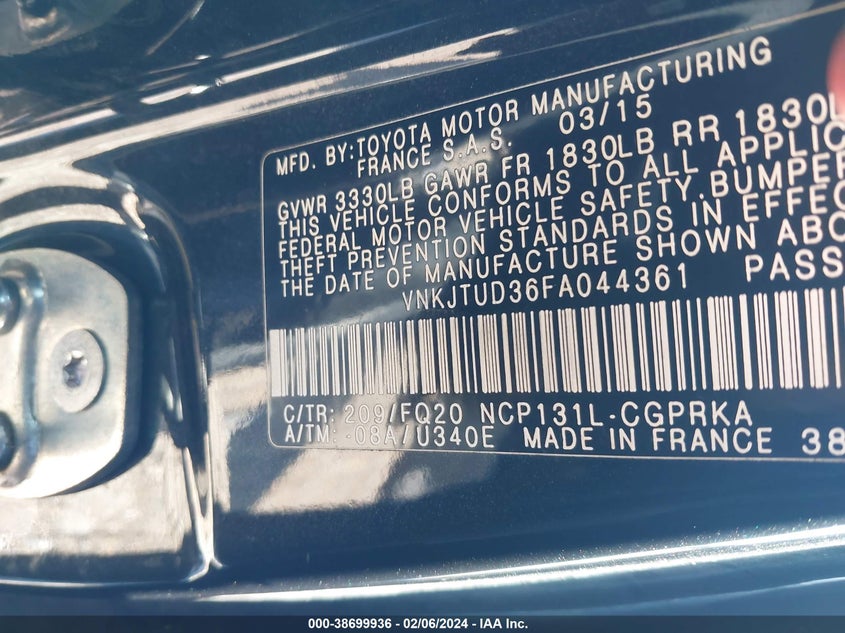 MFD. BY:TOYOTA MOTOR MANUFACTURING
FRANCE S.A.S. 03/15
GVWR 3330LB GAWR FR 1830LB RR 1830L
THIS VEHICLE CONFORMS TO ALL APPLIC
FEDERAL MOTOR VEHICLE SAFETY,BUMPER
THEFT PREVENTION STANDARDS IN EFFEC
THE DATE OF MANUFACTURE SHOWN ABO
VNKJTUD36FA044361 PASS
C/TR: 209/FQ20 NCP131L-CGPRKA
A/TM: -08A/U340E MADE IN FRANCE 38
000-38699936 - 02/06/2024 - IAA Inc.